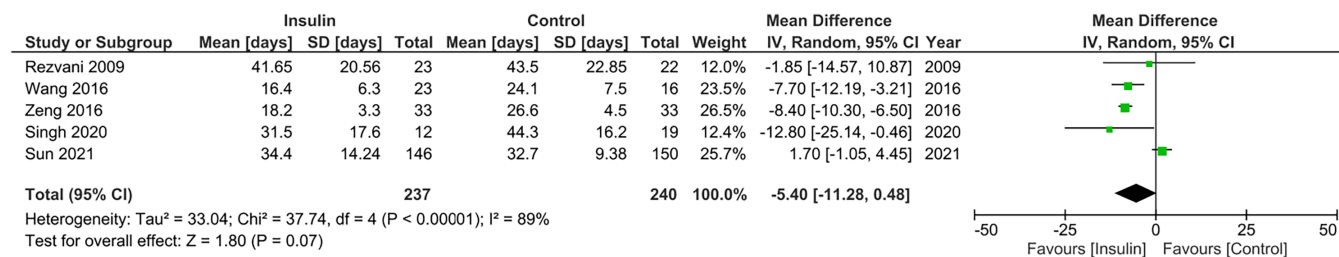 Insulin Control Mean Difference Mean Difference
Study or Subgroup Mean [days] SD [days] Total Mean [days] SD [days] Total Weight IV, Random, 95% CI Year IV, Random, 95% CI
Rezvani 2009 41.65 20.56 23 43.5 22.85 22 12.0% -1.85 [-14.57, 10.87] 2009
Wang 2016 16.4 6.3 23 24.1 7.5 16 23.5% -7.70 [-12.19, -3.21] 2016
Zeng 2016 18.2 3.3 33 26.6 4.5 33 26.5% -8.40 [-10.30, -6.50] 2016
Singh 2020 31.5 17.6 12 44.3 16.2 19 12.4% -12.80 [-25.14, -0.46] 2020
Sun 2021 34.4 14.24 146 32.7 9.38 150 25.7% 1.70 [-1.05, 4.45] 2021
Total (95% CI) 237 240 100.0% -5.40 [-11.28, 0.48]
Heterogeneity: Tau² = 33.04; Chi² = 37.74, df = 4 (P < 0.00001); I² = 89%
Test for overall effect: Z = 1.80 (P = 0.07)
-50 -25 0 25 50
Favours [Insulin] Favours [Control]